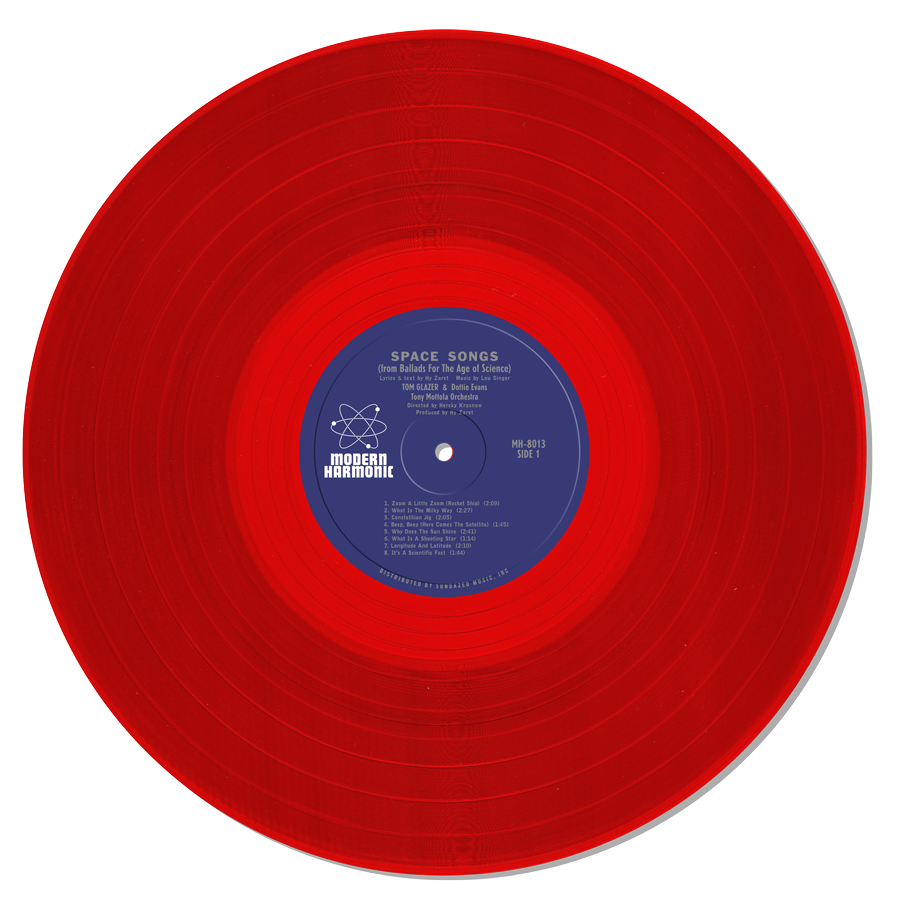 SPACE SONGS
(from Ballads For The Age of Science)
Lyrics & text by Hy Zaret Music by Lou Singer
TOM GLAZER & Dottie Evans
Tony Mottola Orchestra
Directed by Hersky Krasnow
Produced by Hy Zaret
MODERN
HARMONIC
MH-8013
SIDE 1
1. Zoom A Little Zoom (Rocket Ship) (2:09)
2. What Is The Milky Way (2:27)
3. Constellation Jig (2:05)
4. Beep, Beep (Here Comes The Satellite) (1:45)
5. Why Does The Sun Shine (2:41)
6. What Is A Shooting Star (1:14)
7. Longitude And Latitude (2:10)
8. It's A Scientific Fact (1:44)
DISTRIBUTED BY SUNDAZED MUSIC, INC